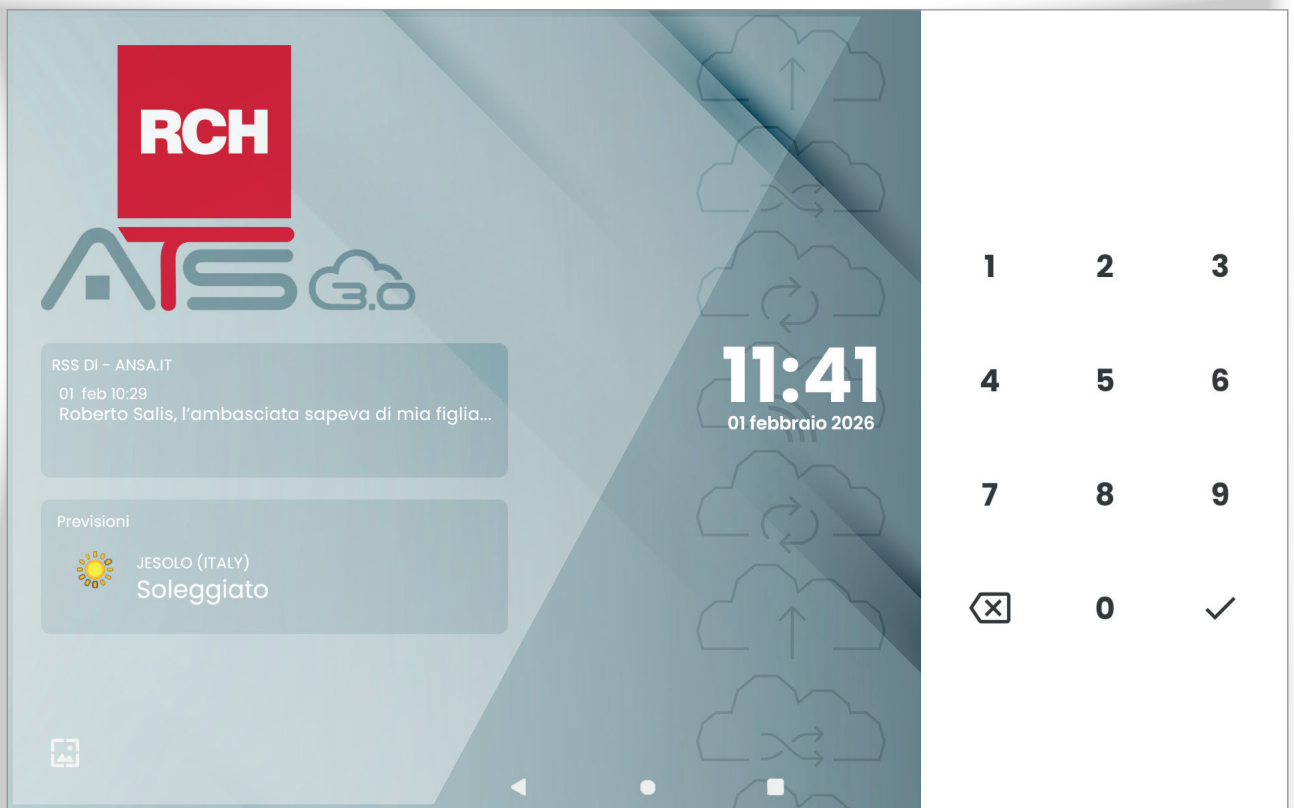 RCH
ATS 3.0
RSS DI - ANSA.IT
01 feb 10:29
Roberto Salis, l'ambasciata sapeva di mia figlia...
Previsioni
JESOLO (ITALY)
Soleggiato
11:41
01 febbraio 2026
1 2 3
4 5 6
7 8 9
0